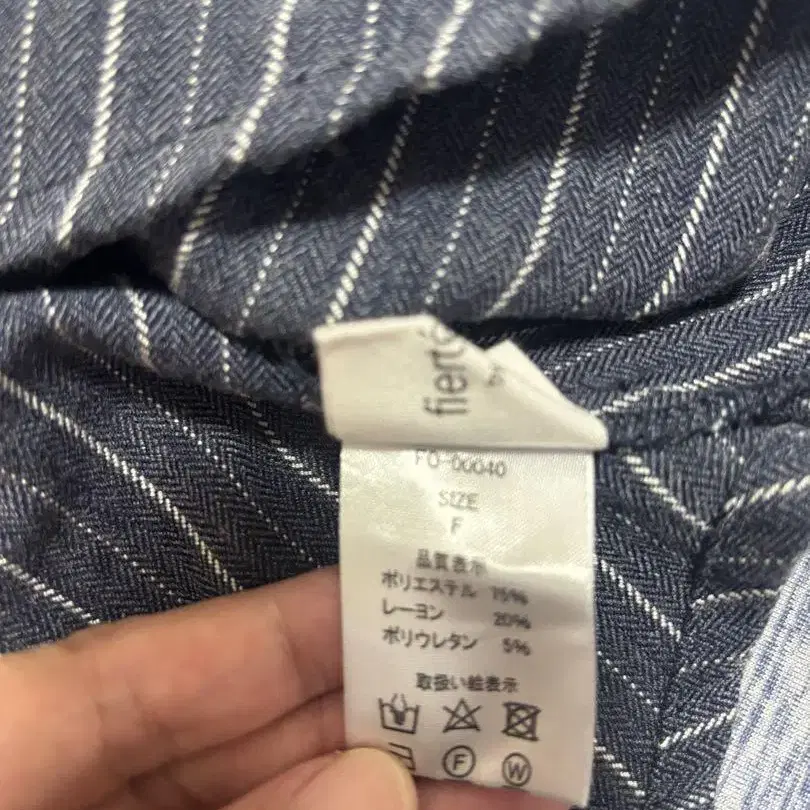 fierté
FO-00040
SIZE
F
品質表示
ポリエステル 75%
レーヨン 20%
ポリウレタン 5%
取扱い絵表示
F
W